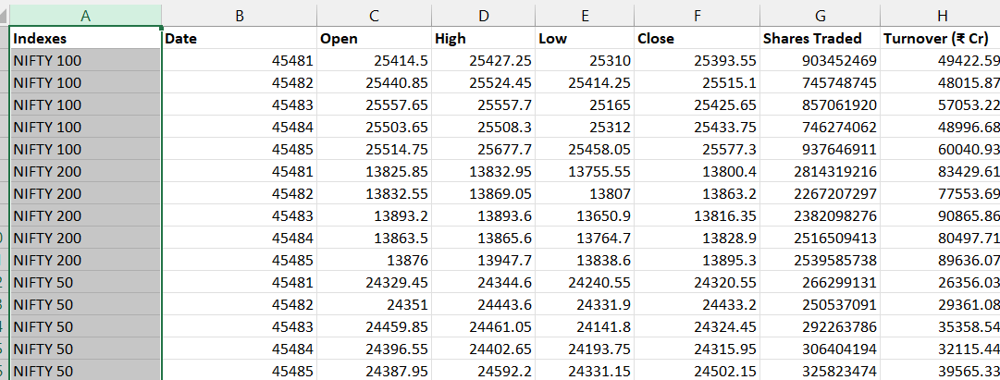 A B C D E F G H
Indexes Date Open High Low Close Shares Traded Turnover (₹ Cr)
NIFTY 100 45481 25414.5 25427.25 25310 25393.55 903452469 49422.59
NIFTY 100 45482 25440.85 25524.45 25414.25 25515.1 745748745 48015.87
NIFTY 100 45483 25557.65 25557.7 25165 25425.65 857061920 57053.22
NIFTY 100 45484 25503.65 25508.3 25312 25433.75 746274062 48996.68
NIFTY 100 45485 25514.75 25677.7 25458.05 25577.3 937646911 60040.93
NIFTY 200 45481 13825.85 13832.95 13755.55 13800.4 2814319216 83429.61
NIFTY 200 45482 13832.55 13869.05 13807 13863.2 2267207297 77553.69
NIFTY 200 45483 13893.2 13893.6 13650.9 13816.35 2382098276 90865.86
NIFTY 200 45484 13863.5 13865.6 13764.7 13828.9 2516509413 80497.71
NIFTY 200 45485 13876 13947.7 13838.6 13895.3 2539585738 89636.07
NIFTY 50 45481 24329.45 24344.6 24240.55 24320.55 266299131 26356.03
NIFTY 50 45482 24351 24443.6 24331.9 24433.2 250537091 29361.08
NIFTY 50 45483 24459.85 24461.05 24141.8 24324.45 292263786 35358.54
NIFTY 50 45484 24396.55 24402.65 24193.75 24315.95 306404194 32115.44
NIFTY 50 45485 24387.95 24592.2 24331.15 24502.15 325823474 39565.33